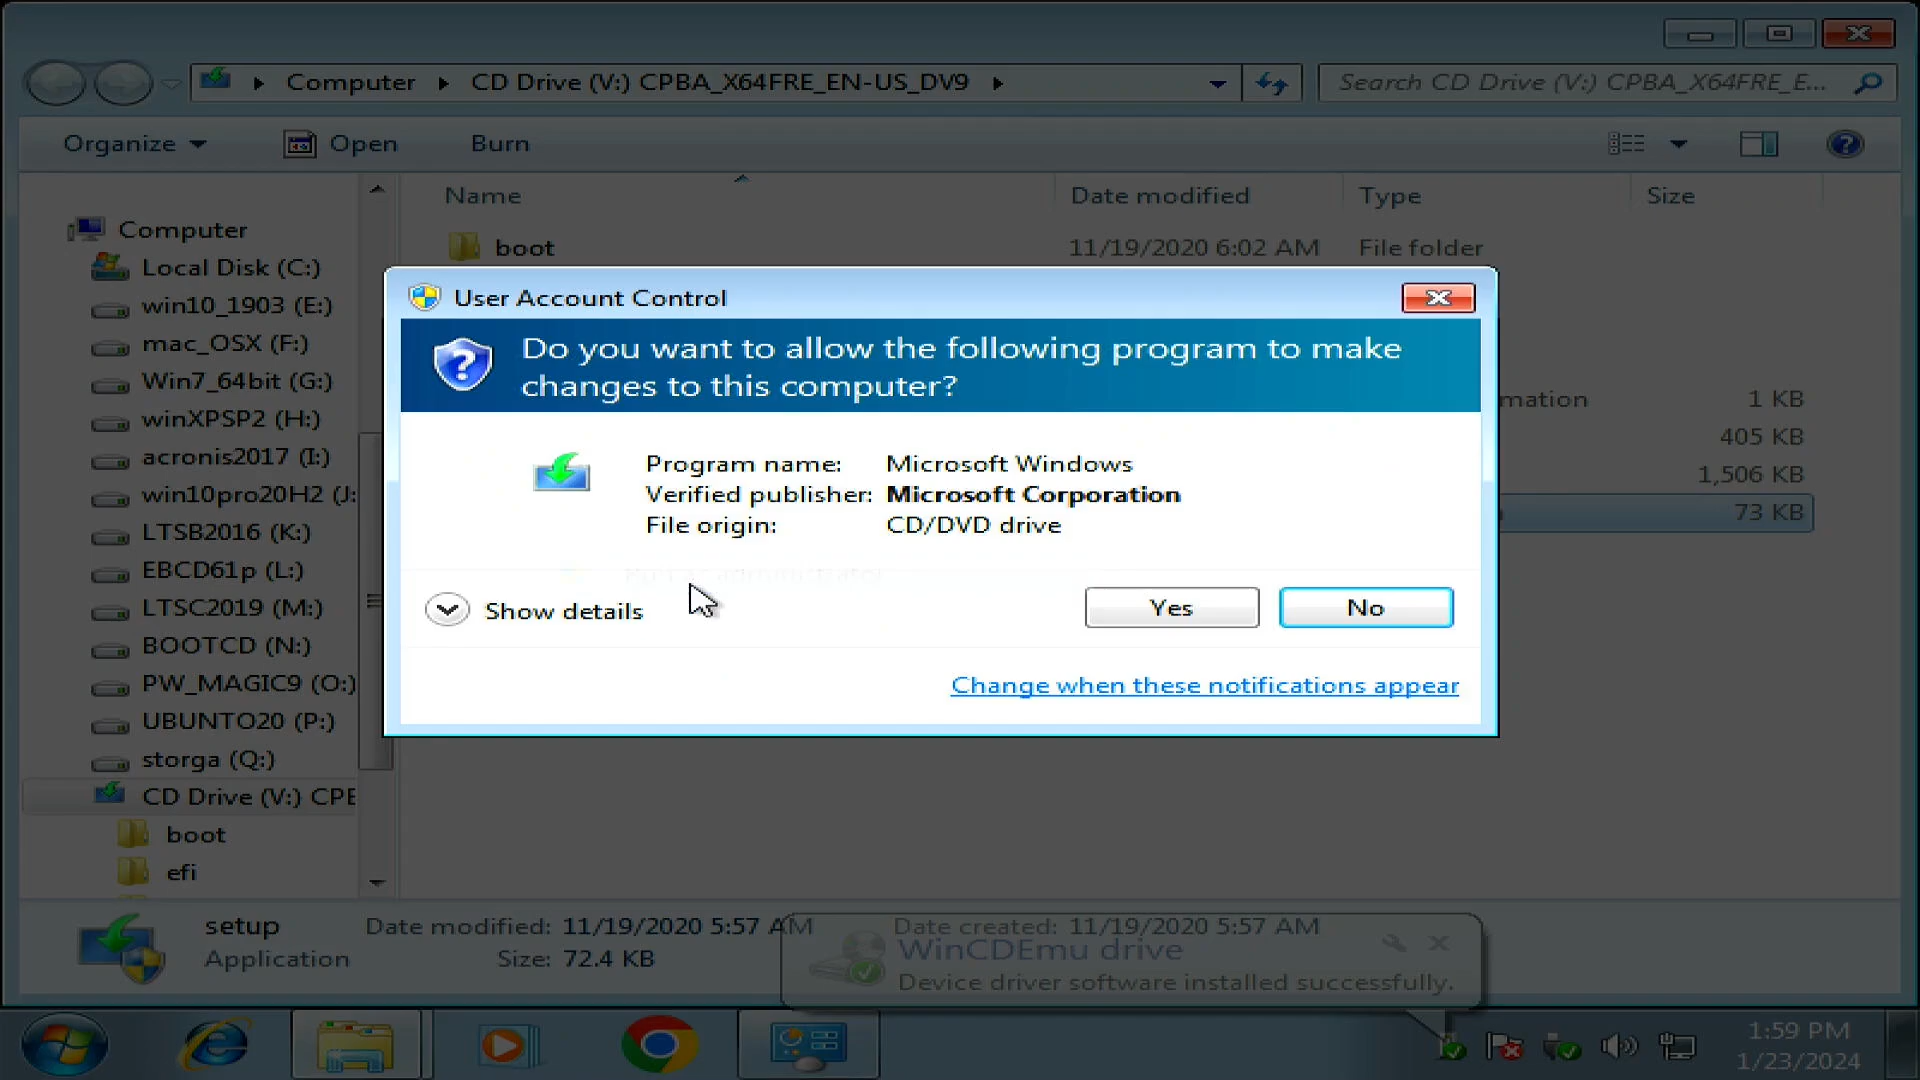 Computer
CD Drive (V:) CPBA_X64FRE_EN-US_DV9
Search CD Drive (V:) CPBA_X64FRE_E...
Organize
Open
Burn
Name
Date modified
Type
Size
boot
11/19/2020 6:02 AM
File folder
mation
1 KB
405 KB
1,506 KB
73 KB
Computer
Local Disk (C:)
win10_1903 (E:)
mac_OSX (F:)
Win7_64bit (G:)
winXPSP2 (H:)
acronis2017 (I:)
win10pro20H2 (J:
LTSB2016 (K:)
EBCD61p (L:)
LTSC2019 (M:)
BOOTCD (N:)
PW_MAGIC9 (O:)
UBUNTO20 (P:)
storga (Q:)
CD Drive (V:) CPE
boot
efi
User Account Control
Do you want to allow the following program to make
changes to this computer?
Program name: Microsoft Windows
Verified publisher: Microsoft Corporation
File origin: CD/DVD drive
Show details
Yes
No
Change when these notifications appear
setup
Application
Date modified: 11/19/2020 5:57 AM
Size: 72.4 KB
Date created: 11/19/2020 5:57 AM
WinCDEmu drive
Device driver software installed successfully.
1:59 PM
1/23/2024